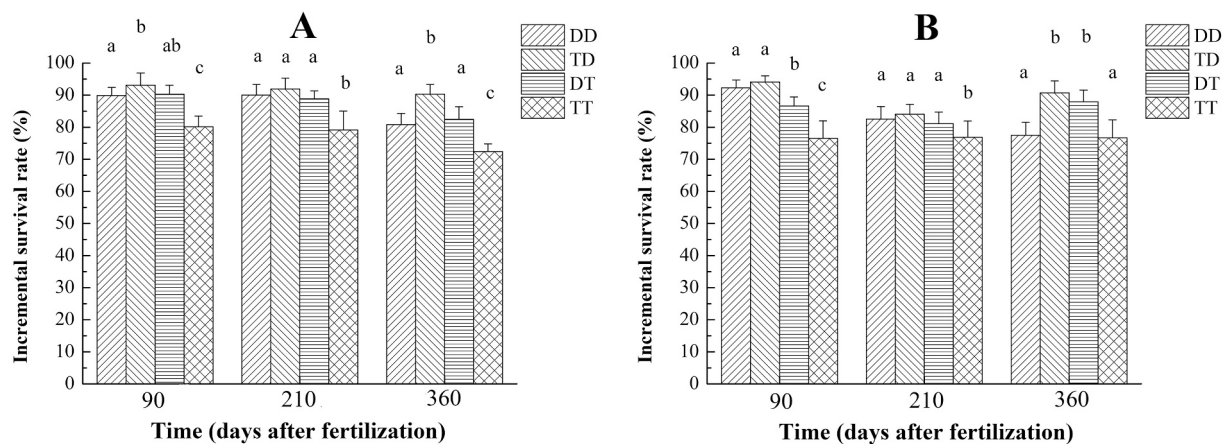 A
a b ab c a a a b a b a c
DD
TD
DT
TT
Incremental survival rate (%)
100
90
80
70
60
50
40
30
20
10
0
90 210 360
Time (days after fertilization)
B
a a b c a a a b a b b a
DD
TD
DT
TT
Incremental survival rate (%)
100
90
80
70
60
50
40
30
20
10
0
90 210 360
Time (days after fertilization)